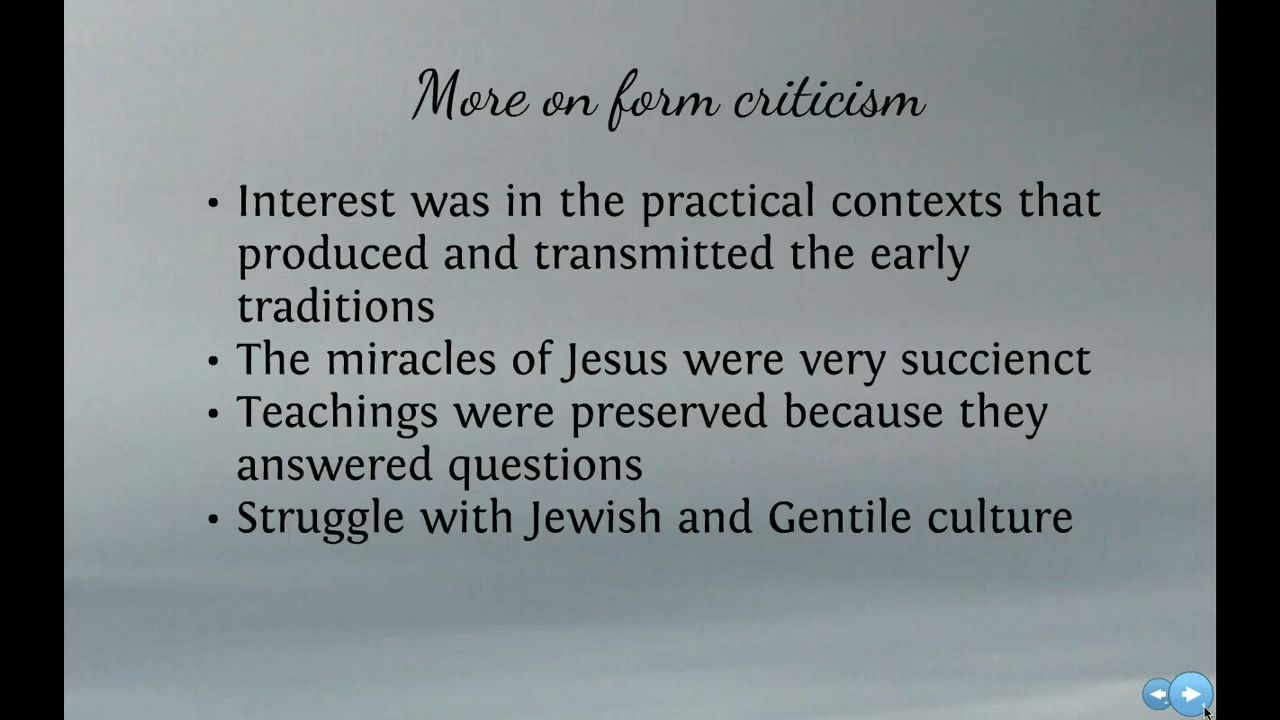 More on form criticism
• Interest was in the practical contexts that
produced and transmitted the early
traditions
• The miracles of Jesus were very succienct
• Teachings were preserved because they
answered questions
• Struggle with Jewish and Gentile culture